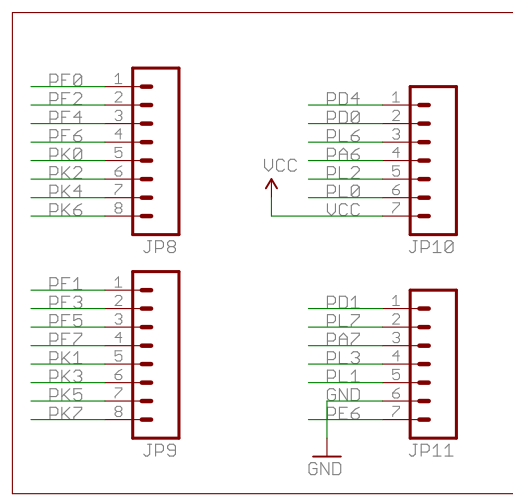 PF0 1
PF2 2
PF4 3
PF6 4
PK0 5
PK2 6
PK4 7
PK6 8
JP8
PD4 1
PD0 2
PL6 3
PA6 4
VCC
PL2 5
PL0 6
VCC 7
JP10
PF1 1
PF3 2
PF5 3
PF7 4
PK1 5
PK3 6
PK5 7
PK7 8
JP9
PD1 1
PL7 2
PA7 3
PL3 4
PL1 5
GND 6
PE6 7
JP11
GND